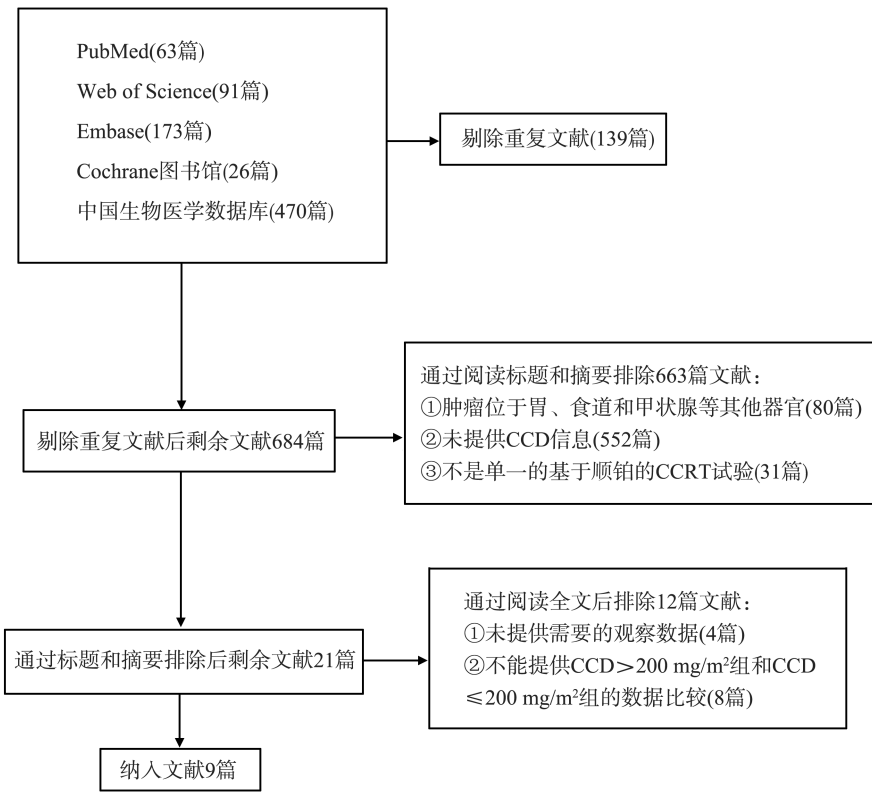 PubMed(63篇)
Web of Science(91篇)
Embase(173篇)
Cochrane图书馆(26篇)
中国生物医学数据库(470篇)
剔除重复文献(139篇)
剔除重复文献后剩余文献684篇
通过阅读标题和摘要排除663篇文献：
①肿瘤位于胃、食道和甲状腺等其他器官(80篇)
②未提供CCD信息(552篇)
③不是单一的基于顺铂的CCRT试验(31篇)
通过标题和摘要排除后剩余文献21篇
通过阅读全文后排除12篇文献：
①未提供需要的观察数据(4篇)
②不能提供CCD＞200 mg/m²组和CCD
≤200 mg/m²组的数据比较(8篇)
纳入文献9篇